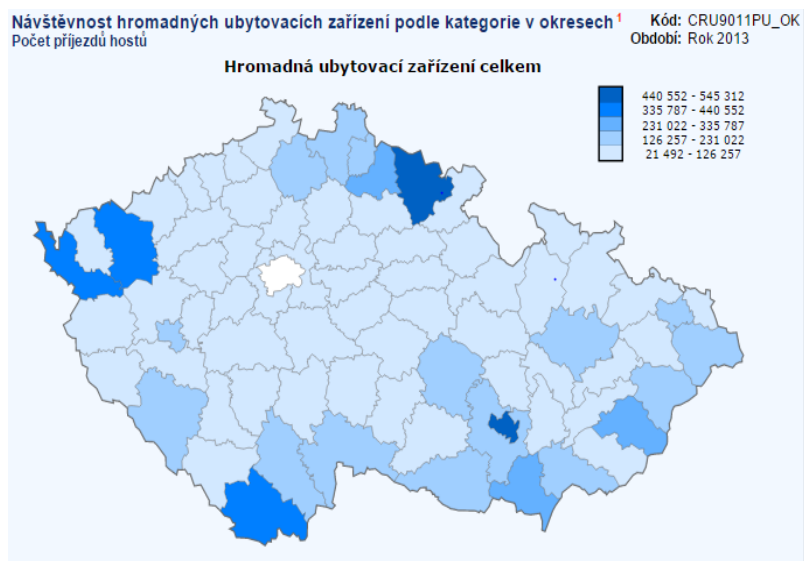 Návštěvnost hromadných ubytovacích zařízení podle kategorie v okresech 1
Počet příjezdů hostů
Kód: CRU9011PU_OK
Období: Rok 2013
Hromadná ubytovací zařízení celkem
440 552 - 545 312
335 787 - 440 552
231 022 - 335 787
126 257 - 231 022
21 492 - 126 257